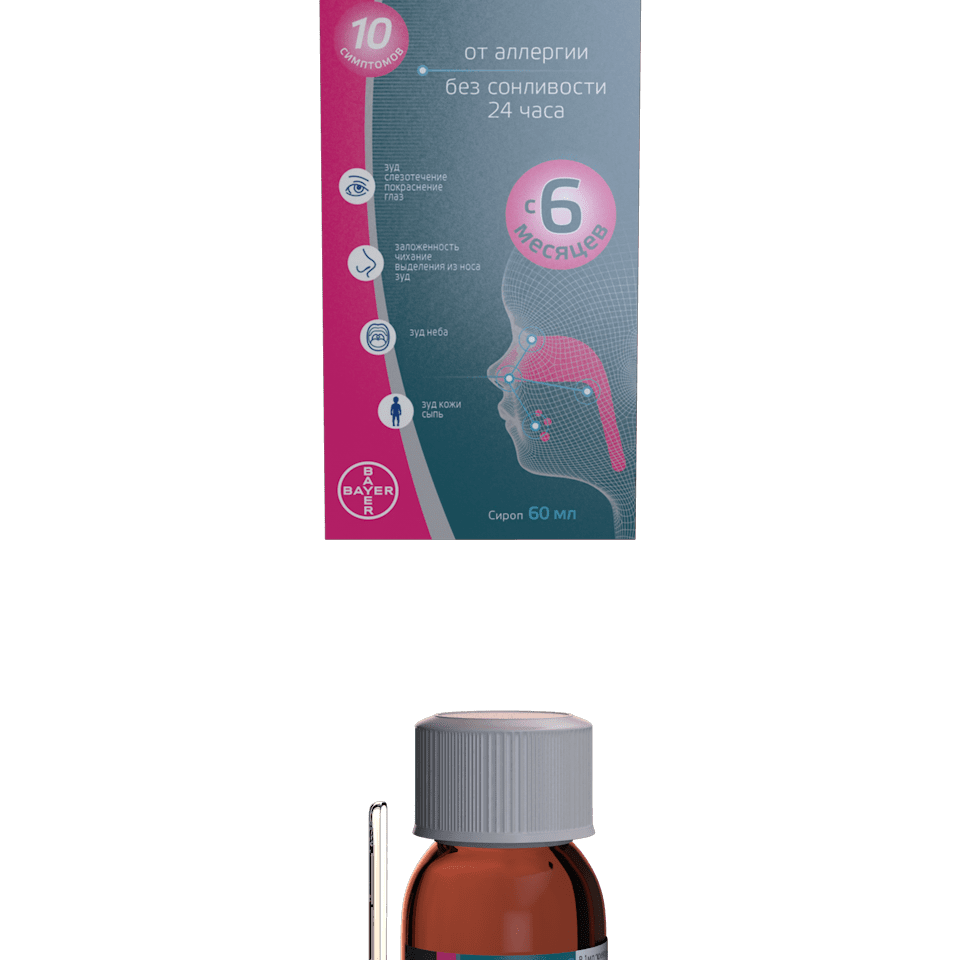 10
СИМПТОМОВ
от аллергии
без сонливости
24 часа
зуд
слезотечение
покраснение
глаз
с 6
месяцев
заложенность
чихание
выделения из носа
зуд
зуд неба
зуд кожи
сыпь
BAYER
BAYER
Сироп 60 мл